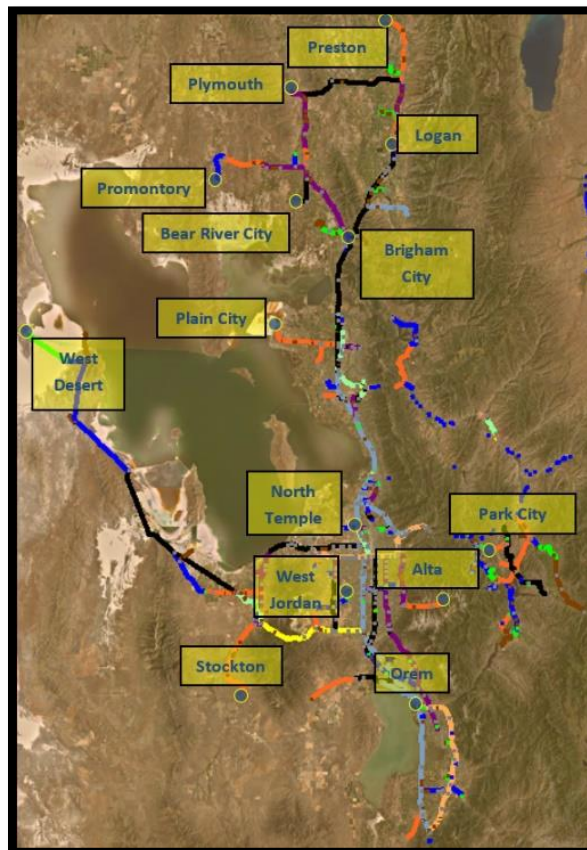 Preston
Plymouth
Logan
Promontory
Bear River City
Brigham
City
Plain City
West
Desert
North
Temple
Park City
West
Jordan
Alta
Stockton
Orem